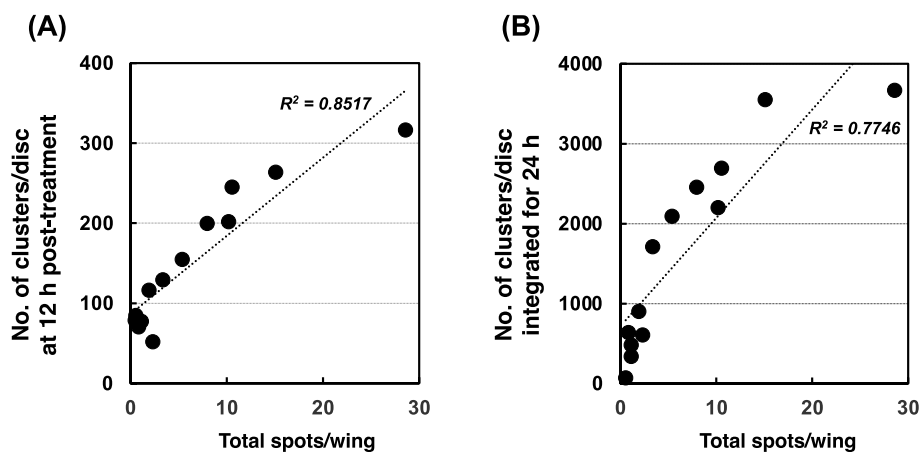 (A)
No. of clusters/disc
at 12 h post-treatment
400
300
200
100
0
R² = 0.8517
0 10 20 30
Total spots/wing
(B)
No. of clusters/disc
integrated for 24 h
4000
3000
2000
1000
0
R² = 0.7746
0 10 20 30
Total spots/wing